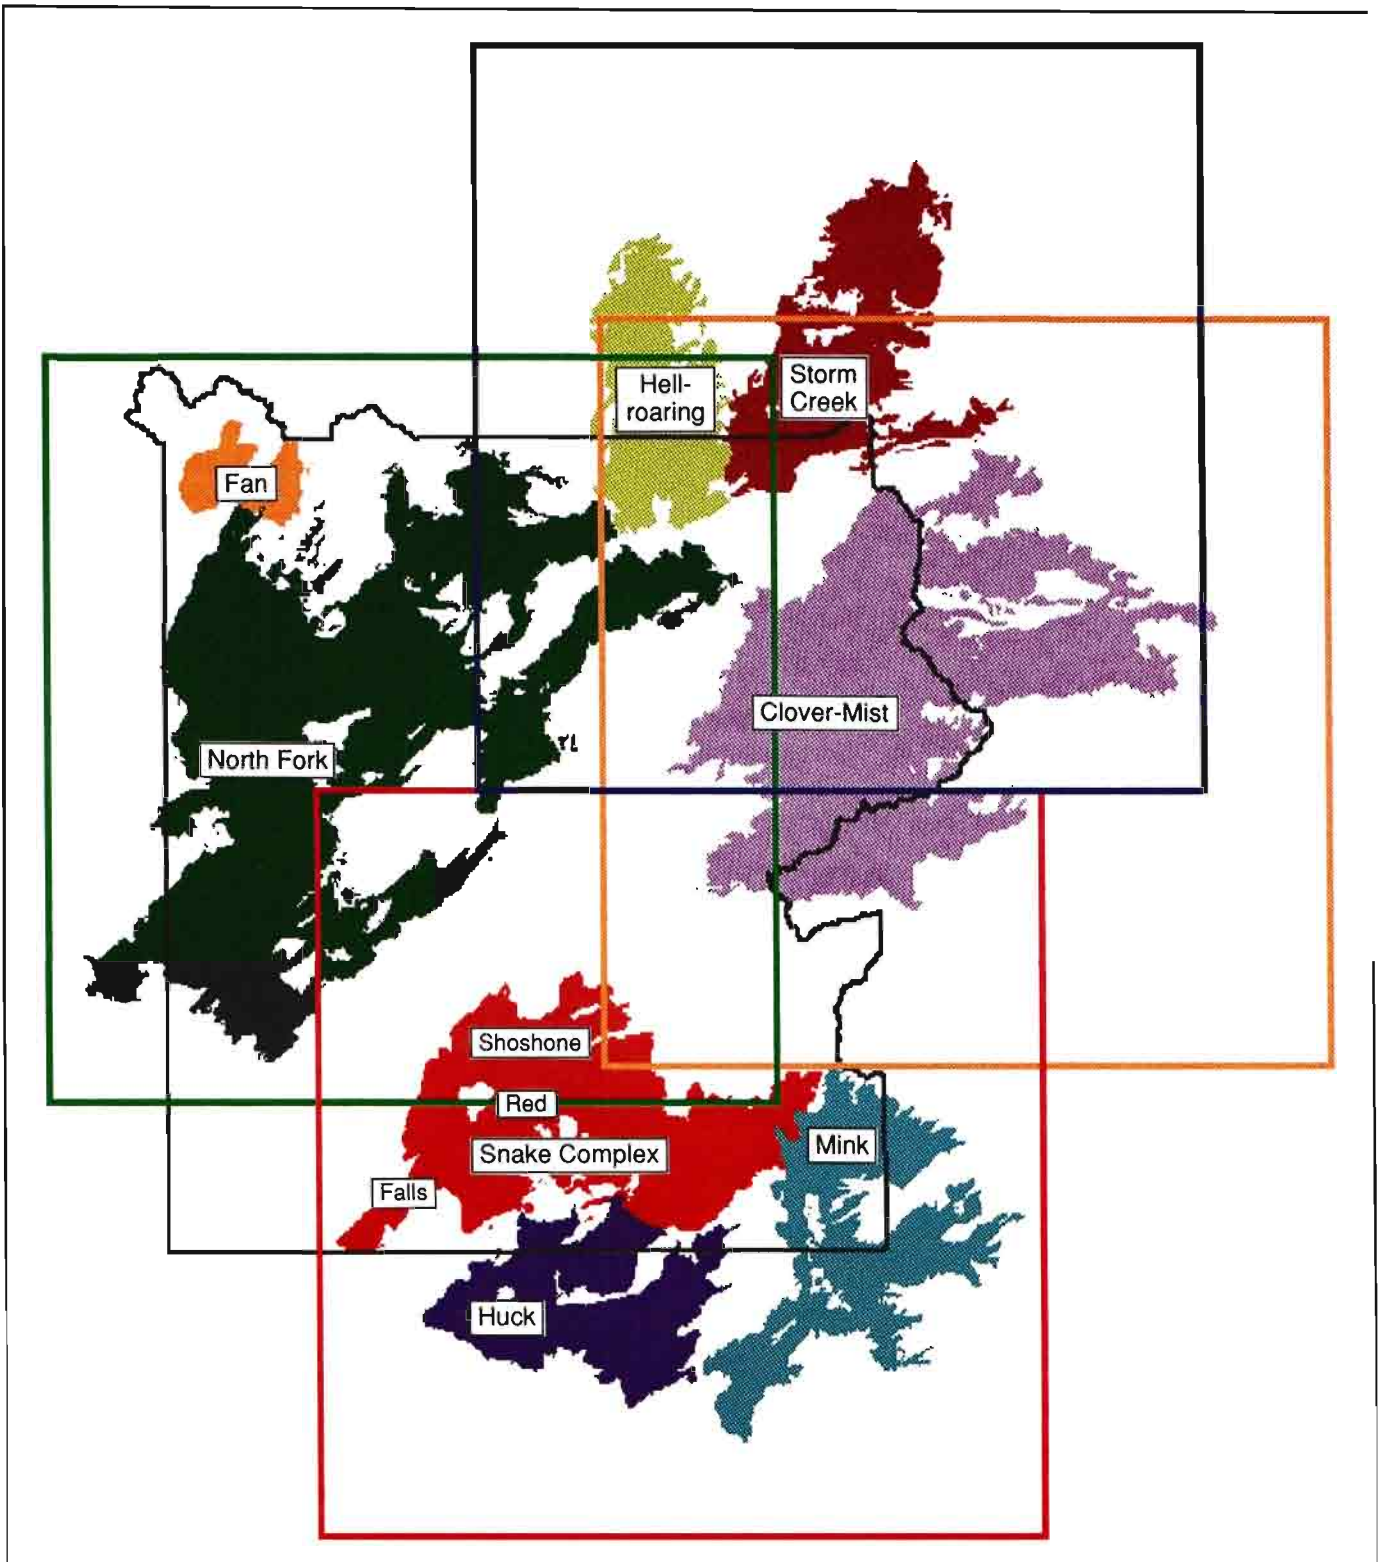 Hell-
roaring
Storm
Creek
Fan
Clover-Mist
North Fork
Shoshone
Red
Snake Complex
Mink
Falls
Huck